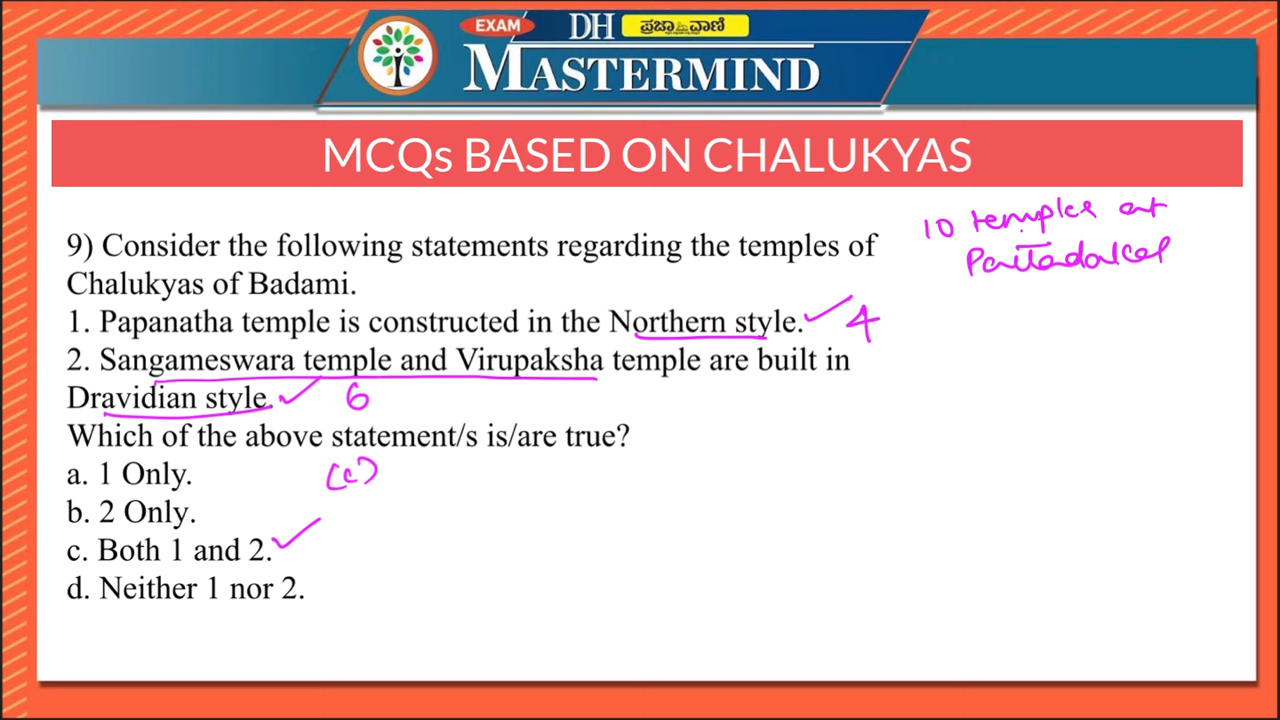 EXAM
DH ಪ್ರಜಾವಾಣಿ
MASTERMIND
MCQs BASED ON CHALUKYAS
10 temples at
Pattadakal
9) Consider the following statements regarding the temples of
Chalukyas of Badami.
1. Papanatha temple is constructed in the Northern style. 4
2. Sangameswara temple and Virupaksha temple are built in
Dravidian style. 6
Which of the above statement/s is/are true?
a. 1 Only. (c)
b. 2 Only.
c. Both 1 and 2.
d. Neither 1 nor 2.